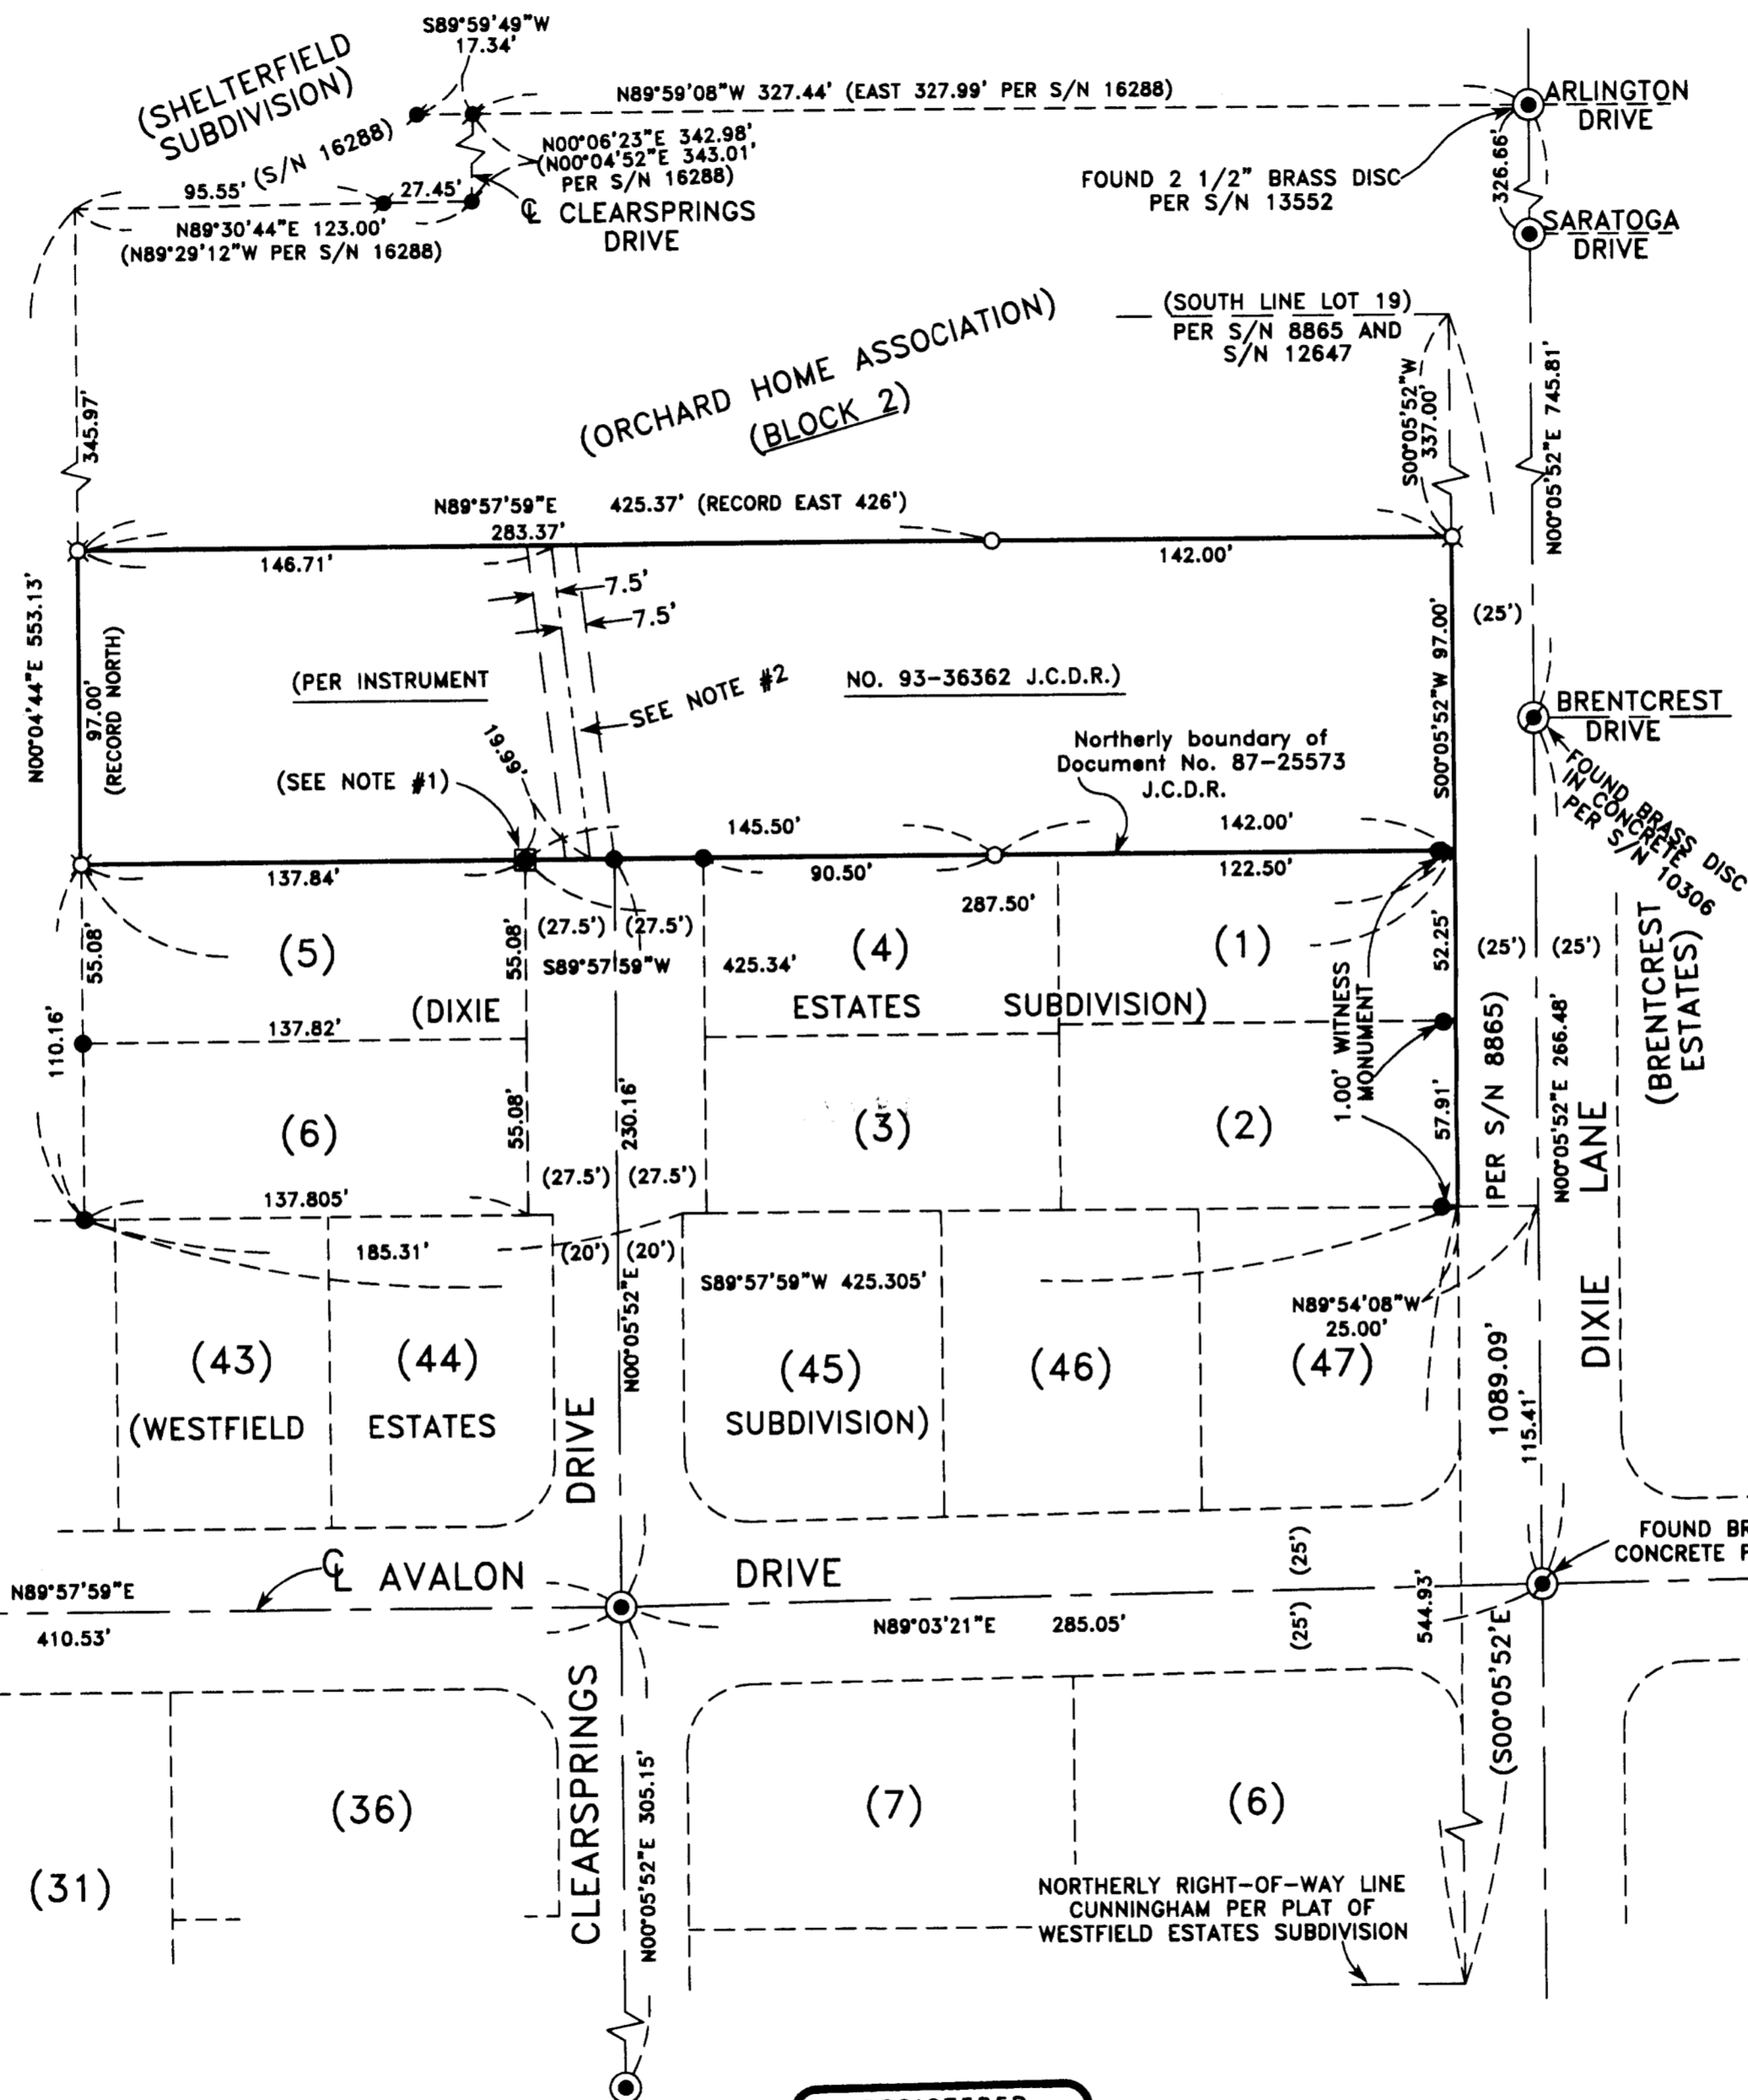 S89°59'49"W
17.34'
(SHELTERFIELD
SUBDIVISION)
N89°59'08"W 327.44' (EAST 327.99' PER S/N 16288)
ARLINGTON
DRIVE
N00°06'23"E 342.98'
(N00°04'52"E 343.01'
PER S/N 16288)
(S/N 16288)
95.55'
27.45'
℄ CLEARSPRINGS
DRIVE
N89°30'44"E 123.00'
(N89°29'12"W PER S/N 16288)
FOUND 2 1/2" BRASS DISC
PER S/N 13552
326.66'
SARATOGA
DRIVE
(SOUTH LINE LOT 19)
PER S/N 8865 AND
S/N 12647
(ORCHARD HOME ASSOCIATION)
(BLOCK 2)
345.97'
S00°05'52"W
337.00'
N00°05'52"E 745.81'
N89°57'59"E 425.37' (RECORD EAST 426')
283.37'
146.71'
142.00'
7.5'
7.5'
N00°04'44"E 553.13'
97.00'
(RECORD NORTH)
(PER INSTRUMENT NO. 93-36362 J.C.D.R.)
SEE NOTE #2
S00°05'52"W 97.00'
(25')
BRENTCREST
DRIVE
FOUND BRASS DISC
IN CONCRETE
PER S/N 10306
19.99'
(SEE NOTE #1)
Northerly boundary of
Document No. 87-25573
J.C.D.R.
145.50'
142.00'
137.84'
90.50'
122.50'
287.50'
55.08'
(5)
55.08'
(27.5') (27.5')
S89°57'59"W 425.34'
(4)
(1)
52.25'
(25') (25')
(BRENTCREST
ESTATES)
(DIXIE ESTATES SUBDIVISION)
137.82'
110.16'
1.00' WITNESS
MONUMENT
(PER S/N 8865)
N00°05'52"E 266.48'
(6)
55.08'
230.16'
(3)
(2)
57.91'
(27.5') (27.5')
137.805'
185.31'
(20') (20')
S89°57'59"W 425.305'
N89°54'08"W
25.00'
N00°05'52"E
DIXIE LANE
(43)
(44)
(45)
(46)
(47)
1089.09'
115.41'
(WESTFIELD ESTATES SUBDIVISION)
CLEARSPRINGS DRIVE
FOUND BR
CONCRETE F
℄ AVALON DRIVE
N89°57'59"E
410.53'
N89°03'21"E 285.05'
(25')
(25')
544.93'
(S00°05'52'E
(36)
(7)
(6)
(31)
N00°05'52"E 305.15'
NORTHERLY RIGHT-OF-WAY LINE
CUNNINGHAM PER PLAT OF
WESTFIELD ESTATES SUBDIVISION